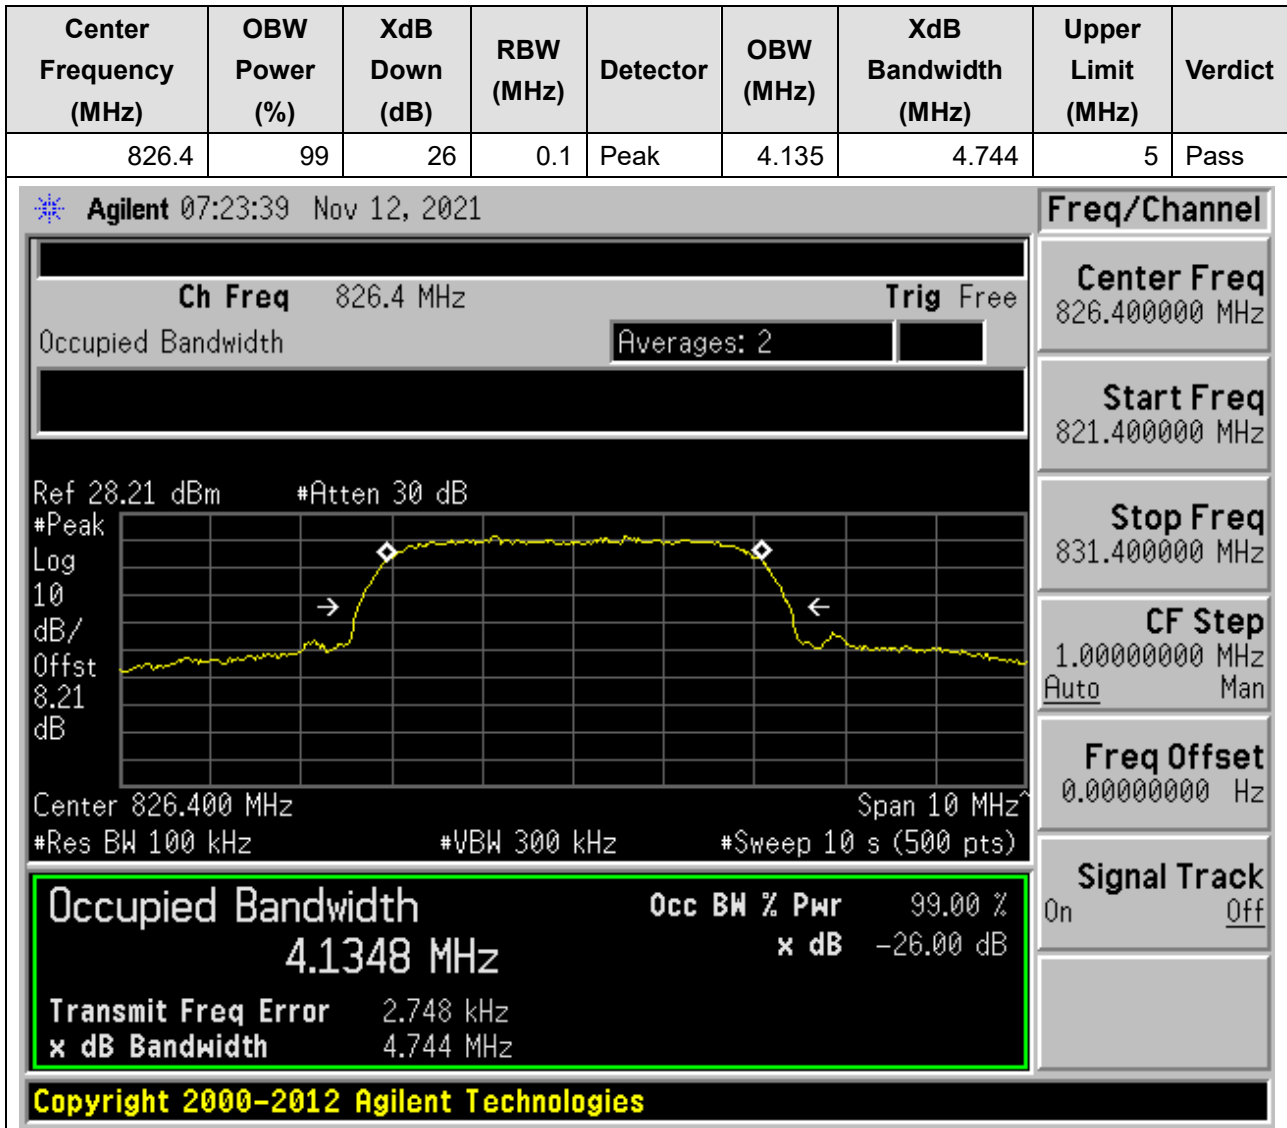 Center Frequency (MHz) OBW Power (%) XdB Down (dB) RBW (MHz) Detector OBW (MHz) XdB Bandwidth (MHz) Upper Limit (MHz) Verdict
826.4 99 26 0.1 Peak 4.135 4.744 5 Pass
Agilent 07:23:39 Nov 12, 2021
Freq/Channel
Ch Freq 826.4 MHz Trig Free
Occupied Bandwidth Averages: 2
Center Freq
826.400000 MHz
Start Freq
821.400000 MHz
Stop Freq
831.400000 MHz
CF Step
1.00000000 MHz
Auto Man
Freq Offset
0.00000000 Hz
Signal Track
On Off
Ref 28.21 dBm #Atten 30 dB
#Peak
Log
10
dB/
Offst
8.21
dB
Center 826.400 MHz Span 10 MHz^
#Res BW 100 kHz #VBW 300 kHz #Sweep 10 s (500 pts)
Occupied Bandwidth
4.1348 MHz
Occ BW % Pwr 99.00 %
x dB -26.00 dB
Transmit Freq Error 2.748 kHz
x dB Bandwidth 4.744 MHz
Copyright 2000-2012 Agilent Technologies